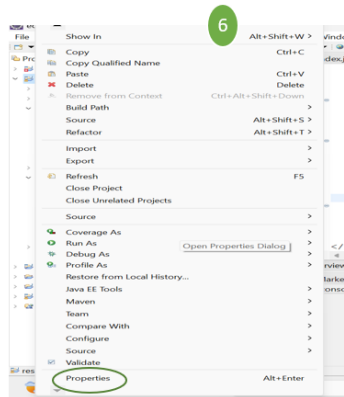 6
File
Show In Alt+Shift+W >
Copy Ctrl+C
Copy Qualified Name
Paste Ctrl+V
Delete Delete
Remove from Context Ctrl+Alt+Shift+Down
Build Path >
Source Alt+Shift+S >
Refactor Alt+Shift+T >
Import >
Export >
Refresh F5
Close Project
Close Unrelated Projects
Source >
Coverage As >
Run As >
Open Properties Dialog
Debug As >
Profile As >
Restore from Local History...
Java EE Tools >
Maven >
Team >
Compare With >
Configure >
Source >
Validate
Properties Alt+Enter